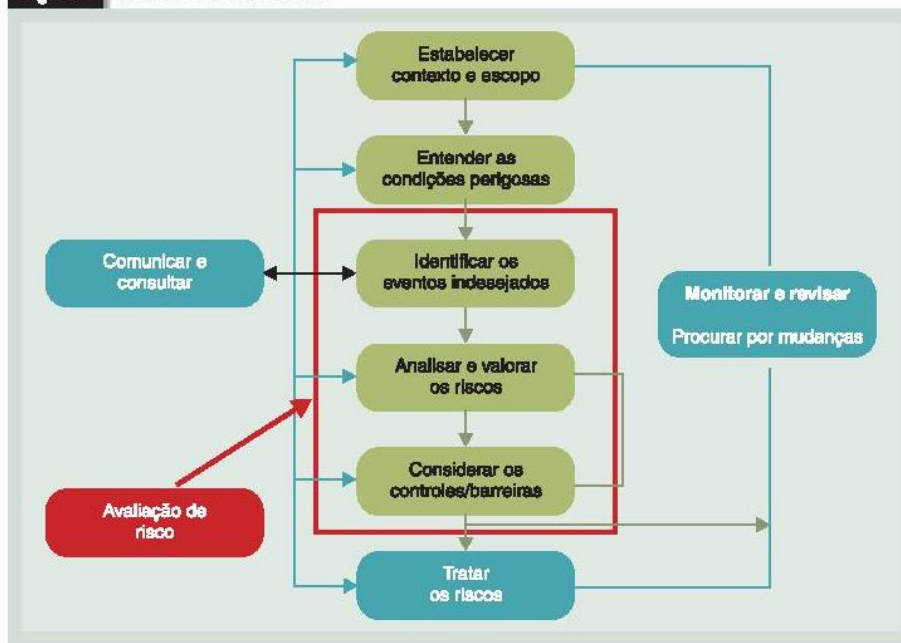 Estabelecer
contexto e escopo
Entender as
condições perigosas
Identificar os
eventos indesejados
Comunicar e
consultar
Monitorar e revisar
Procurar por mudanças
Analisar e valorar
os riscos
Considerar os
controles/barreiras
Avaliação de
risco
Tratar
os riscos